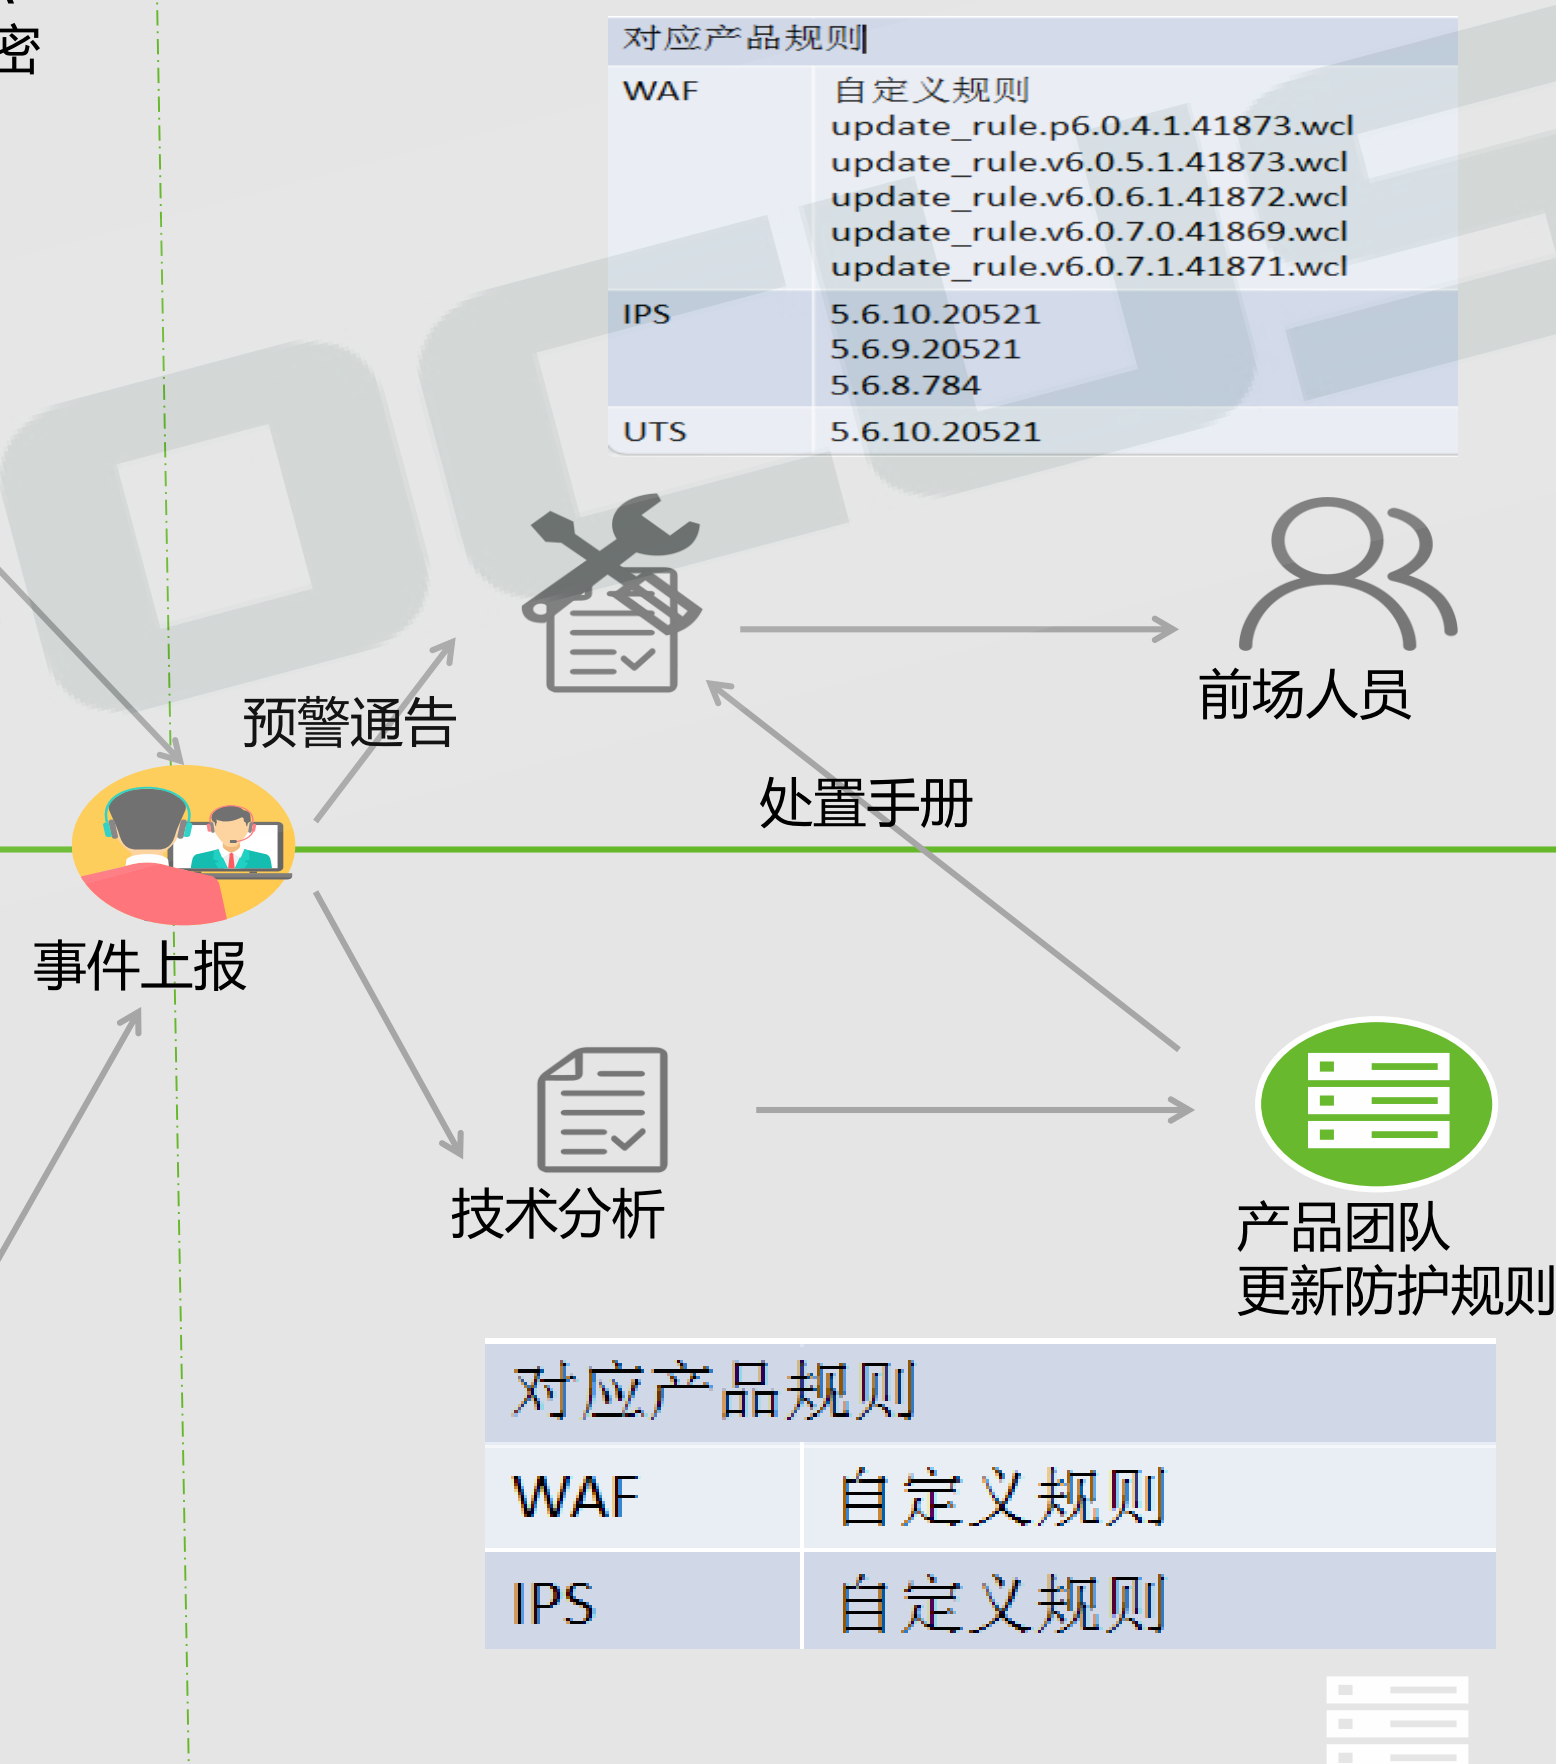 密
对应产品规则
WAF 自定义规则
update_rule.p6.0.4.1.41873.wcl
update_rule.v6.0.5.1.41873.wcl
update_rule.v6.0.6.1.41872.wcl
update_rule.v6.0.7.0.41869.wcl
update_rule.v6.0.7.1.41871.wcl
IPS 5.6.10.20521
5.6.9.20521
5.6.8.784
UTS 5.6.10.20521
OCUS
前场人员
预警通告
处置手册
事件上报
技术分析
产品团队
更新防护规则
对应产品规则
WAF 自定义规则
IPS 自定义规则